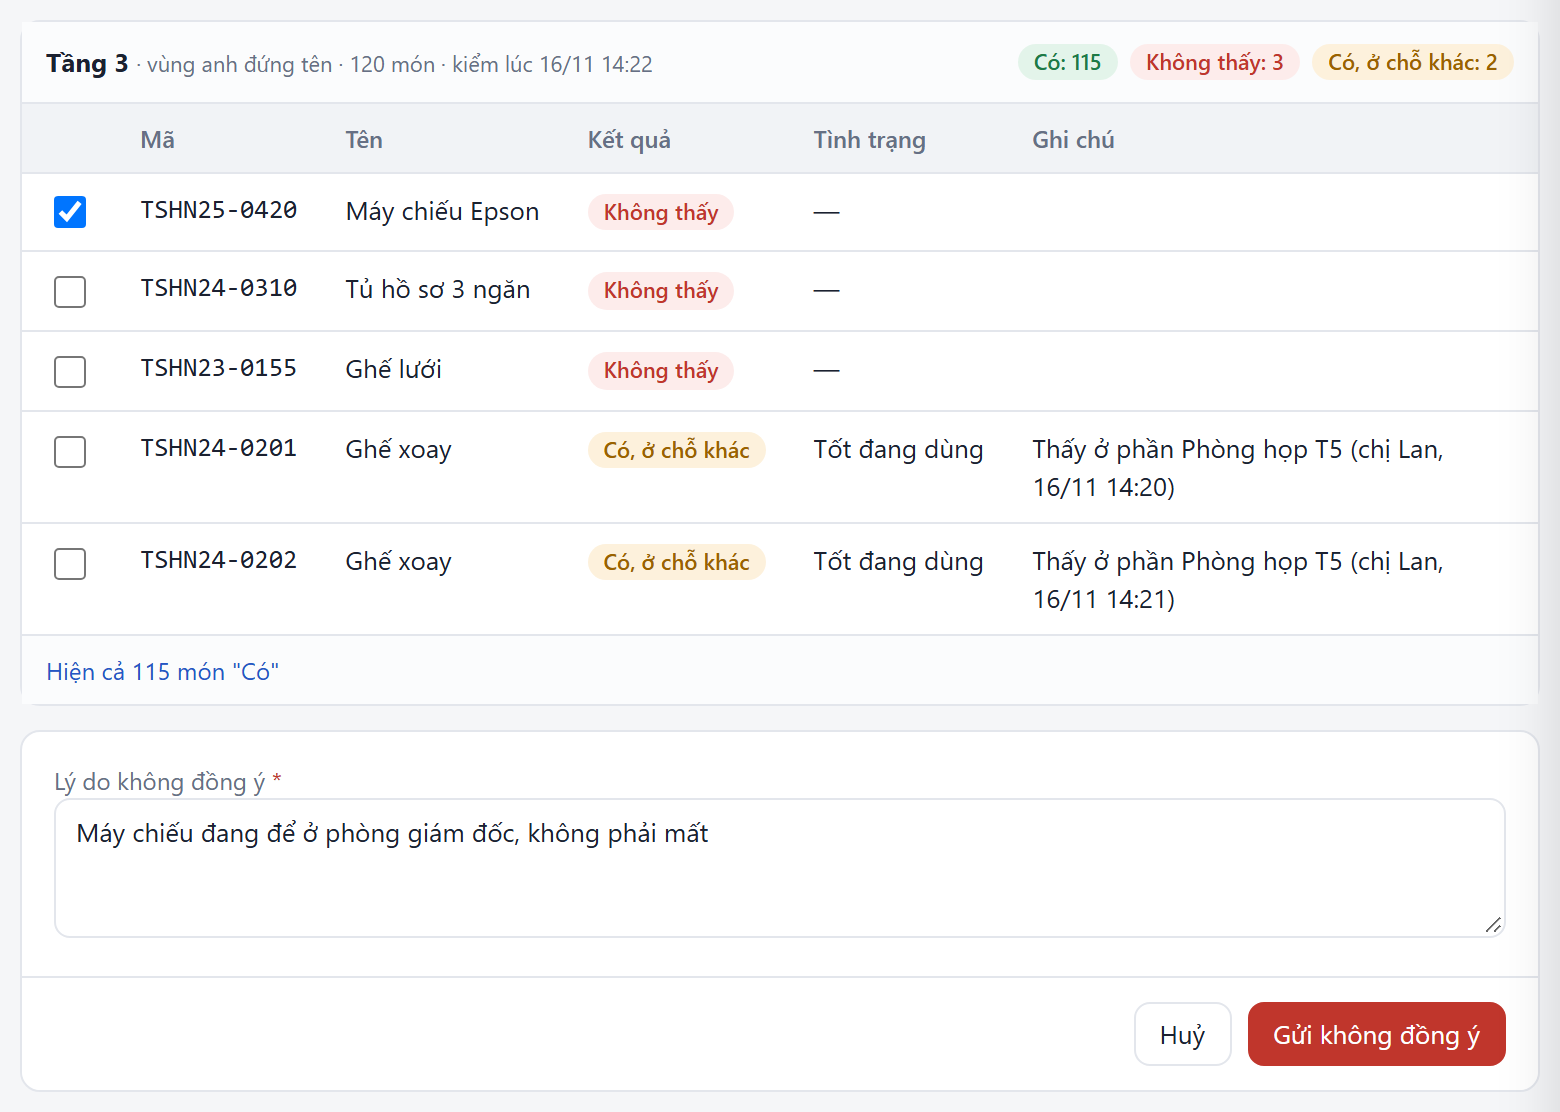 Tầng 3 · vùng anh đứng tên · 120 món · kiểm lúc 16/11 14:22
Có: 115
Không thấy: 3
Có, ở chỗ khác: 2
Mã Tên Kết quả Tình trạng Ghi chú
TSHN25-0420 Máy chiếu Epson Không thấy —
TSHN24-0310 Tủ hồ sơ 3 ngăn Không thấy —
TSHN23-0155 Ghế lưới Không thấy —
TSHN24-0201 Ghế xoay Có, ở chỗ khác Tốt đang dùng Thấy ở phần Phòng họp T5 (chị Lan,
16/11 14:20)
TSHN24-0202 Ghế xoay Có, ở chỗ khác Tốt đang dùng Thấy ở phần Phòng họp T5 (chị Lan,
16/11 14:21)
Hiện cả 115 món "Có"
Lý do không đồng ý *
Máy chiếu đang để ở phòng giám đốc, không phải mất
Huỷ
Gửi không đồng ý